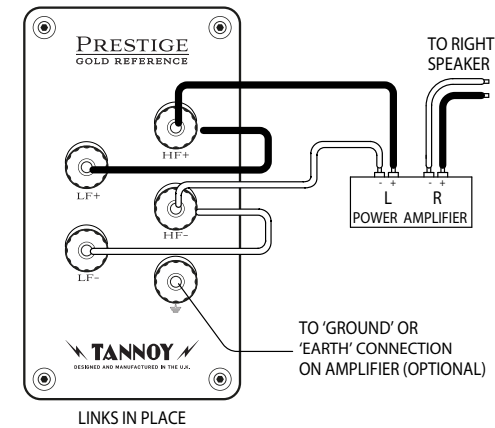 PRESTIGE
GOLD REFERENCE
TO RIGHT
SPEAKER
HF+
LF+
- + - +
L R
POWER AMPLIFIER
HF-
LF-
TANNOY
DESIGNED AND MANUFACTURED IN THE U.K.
TO ‘GROUND’ OR
‘EARTH’ CONNECTION
ON AMPLIFIER (OPTIONAL)
LINKS IN PLACE